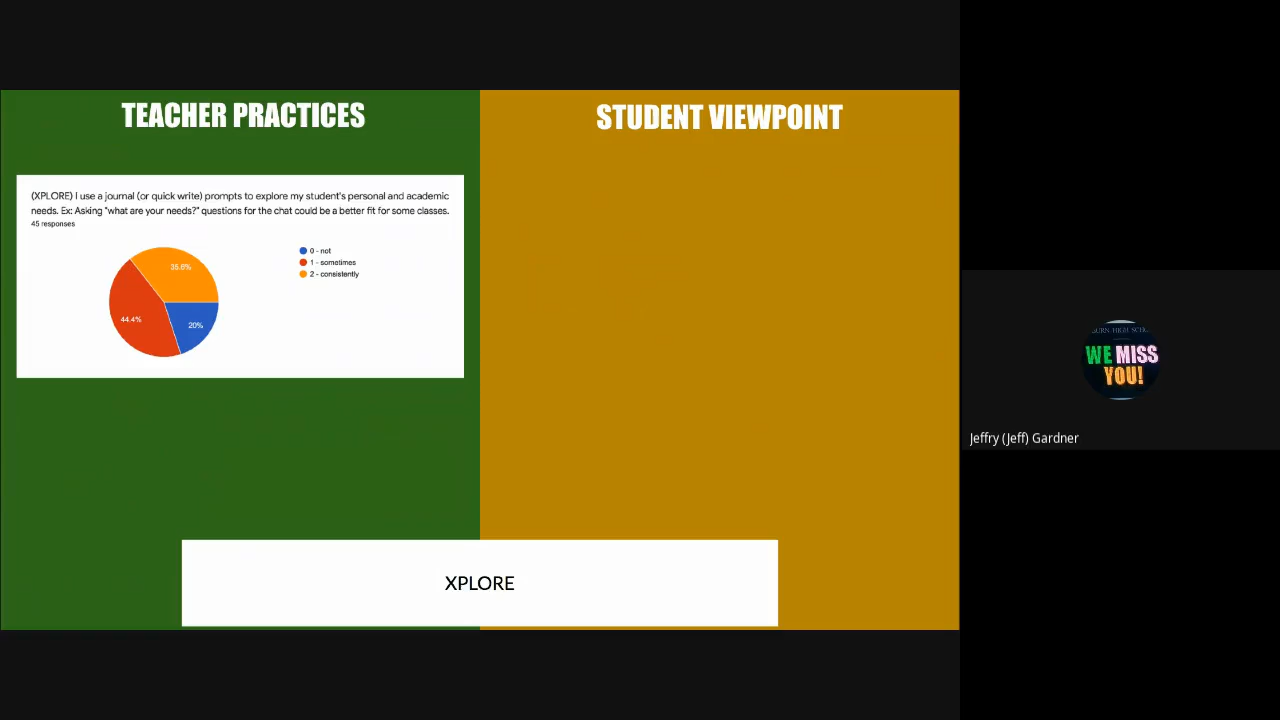 TEACHER PRACTICES
STUDENT VIEWPOINT
(XPLORE) I use a journal (or quick write) prompts to explore my student's personal and academic
needs. Ex: Asking "what are your needs?" questions for the chat could be a better fit for some classes.
45 responses
0 - not
1 - sometimes
2 - consistently
35.6%
44.4%
20%
XPLORE
WE MISS
YOU!
Jeffry (Jeff) Gardner